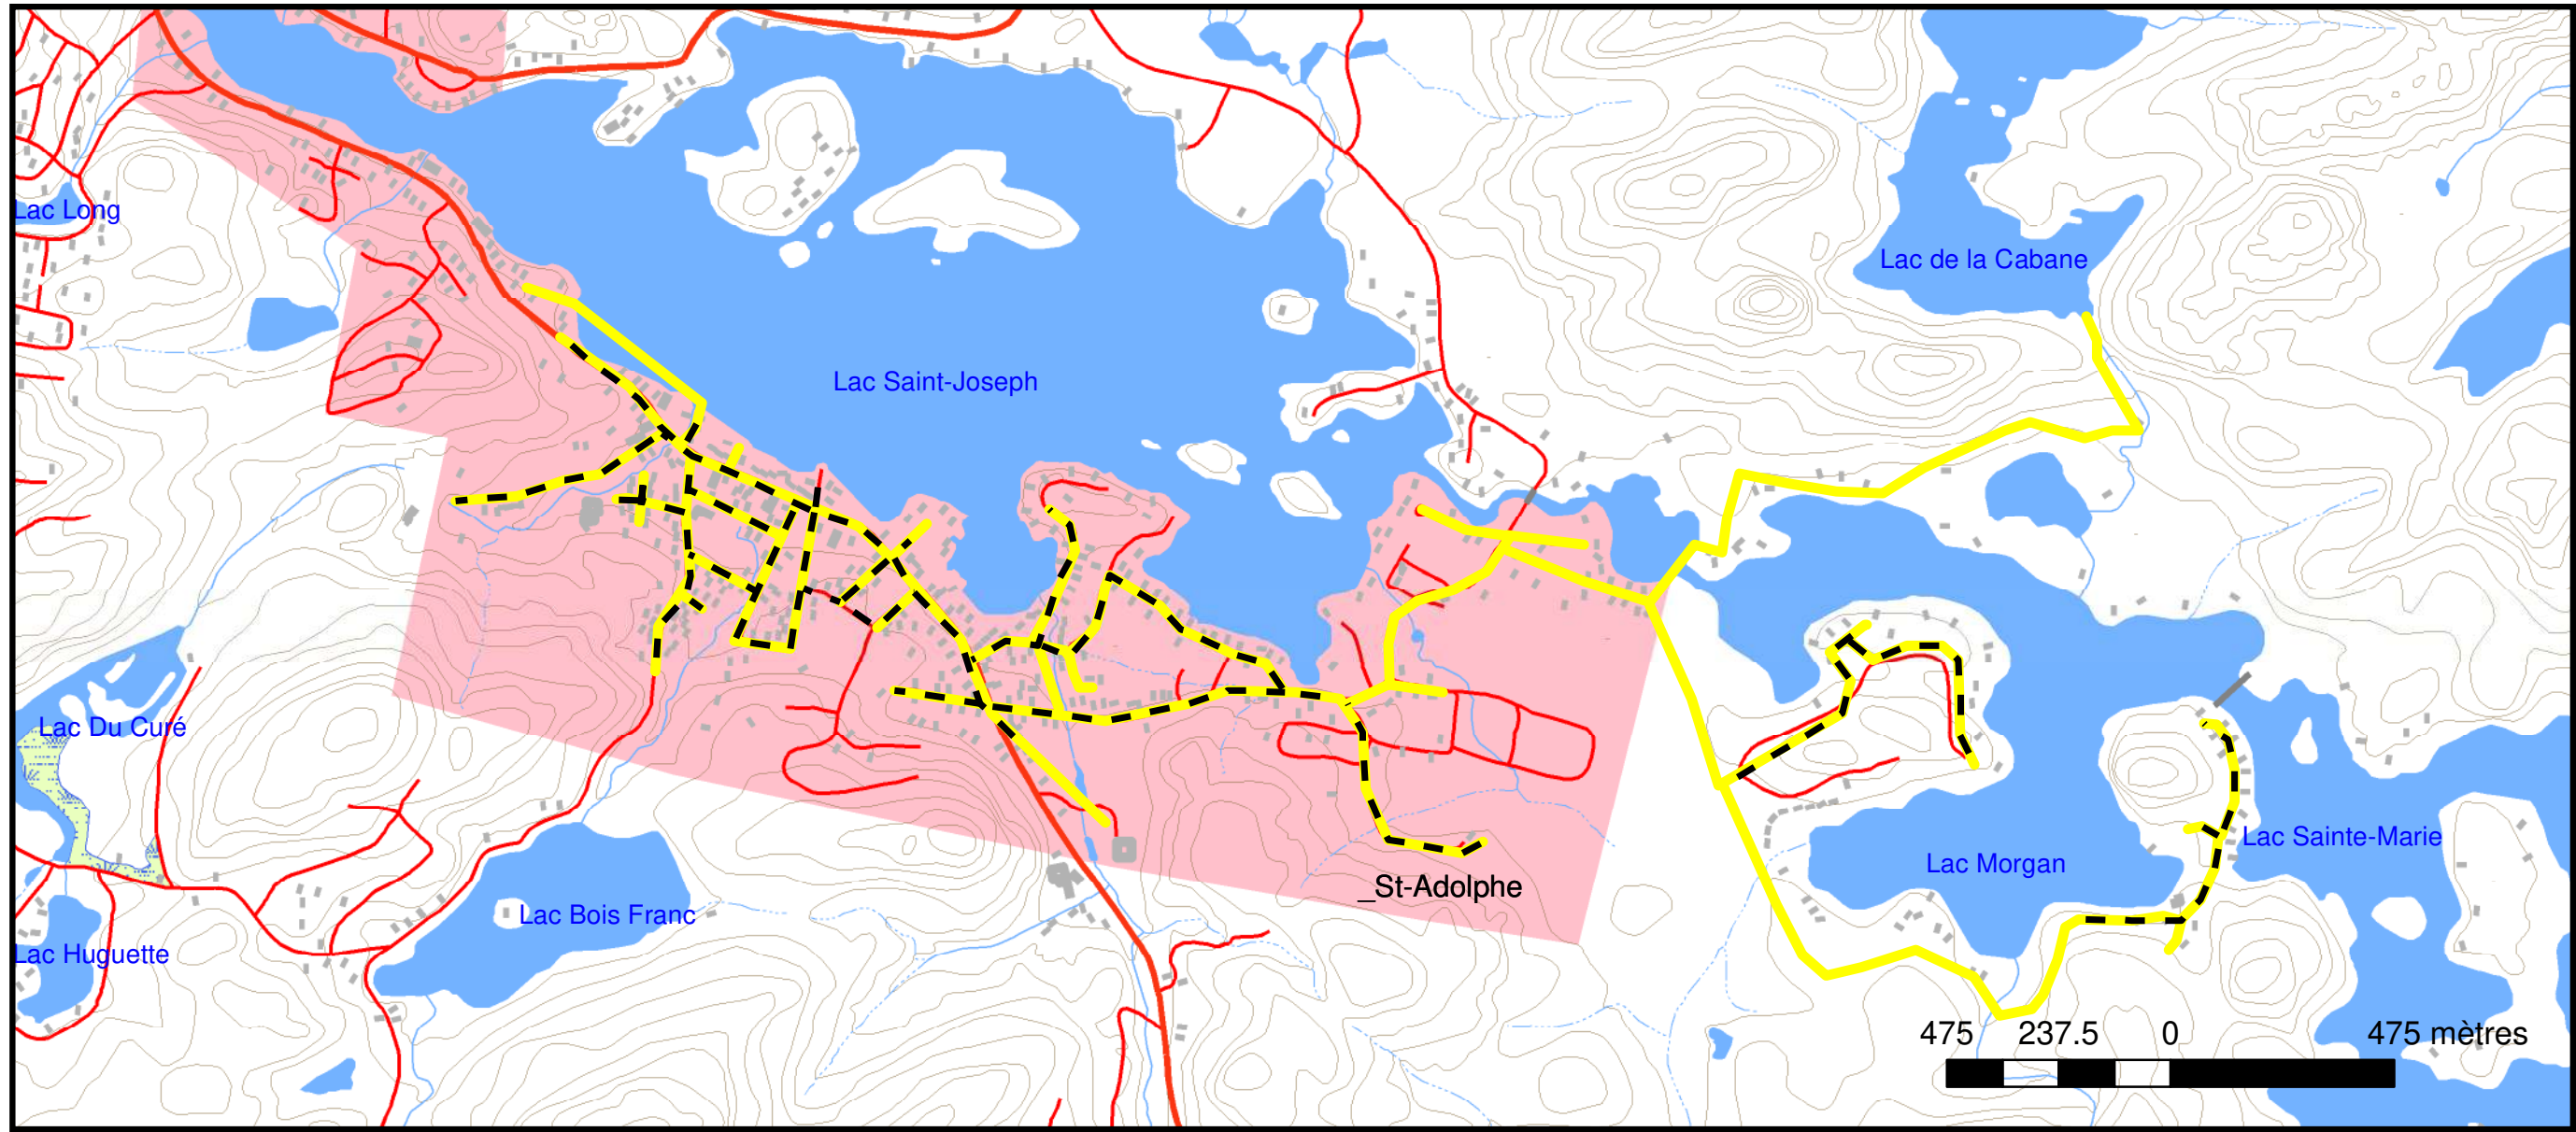 Lac Long
Lac de la Cabane
Lac Saint-Joseph
Lac Du Curé
Lac Sainte-Marie
Lac Morgan
_St-Adolphe
Lac Bois Franc
Lac Huguette
475 237.5 0 475 mètres